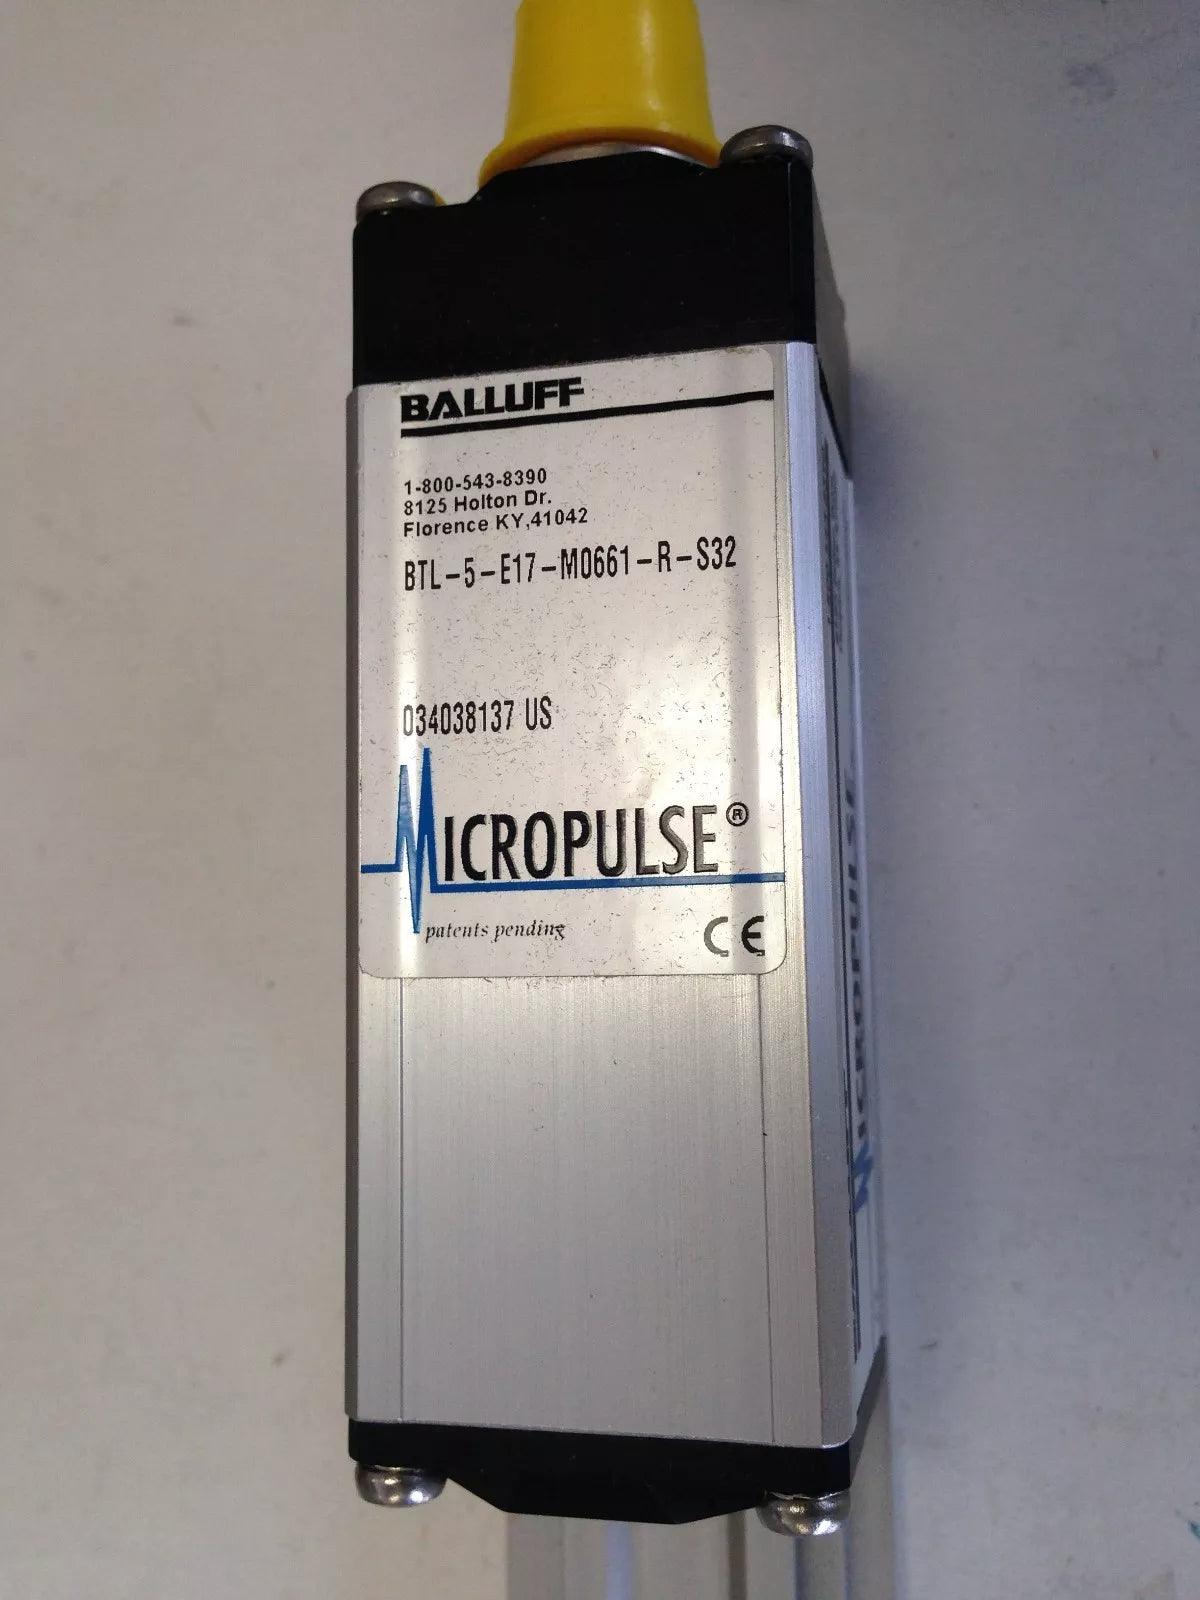 BALLUFF
1-800-543-8390
8125 Holton Dr.
Florence KY,41042
BTL-5-E17-M0661-R-S32
034038137 US
MICROPULSE®
patents pending
CE
MICROPULSE